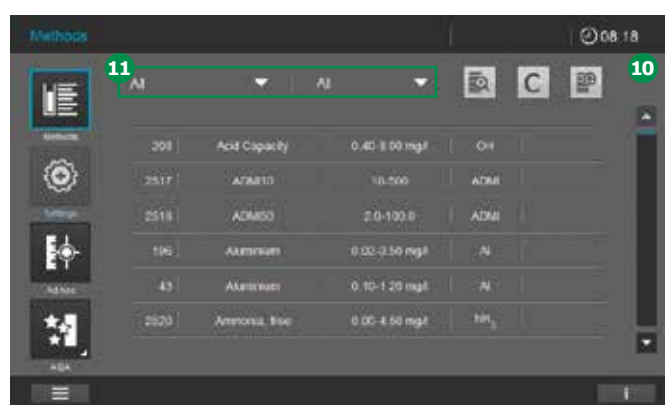 Methods
08 18
11
All
All
C
10
Methods
Acid Capacity
0.40-8.00 mg/l
OH
Settings
2517
ADMI10
10-500
ADMI
2518
ADMI50
2.0-100.0
ADMI
196
Aluminium
0.02-0.50 mg/l
Al
Ad hoc
43
Aluminium
0.10-1.20 mg/l
Al
2520
Ammonia, free
0.00-4.50 mg/l
NH3
AQA